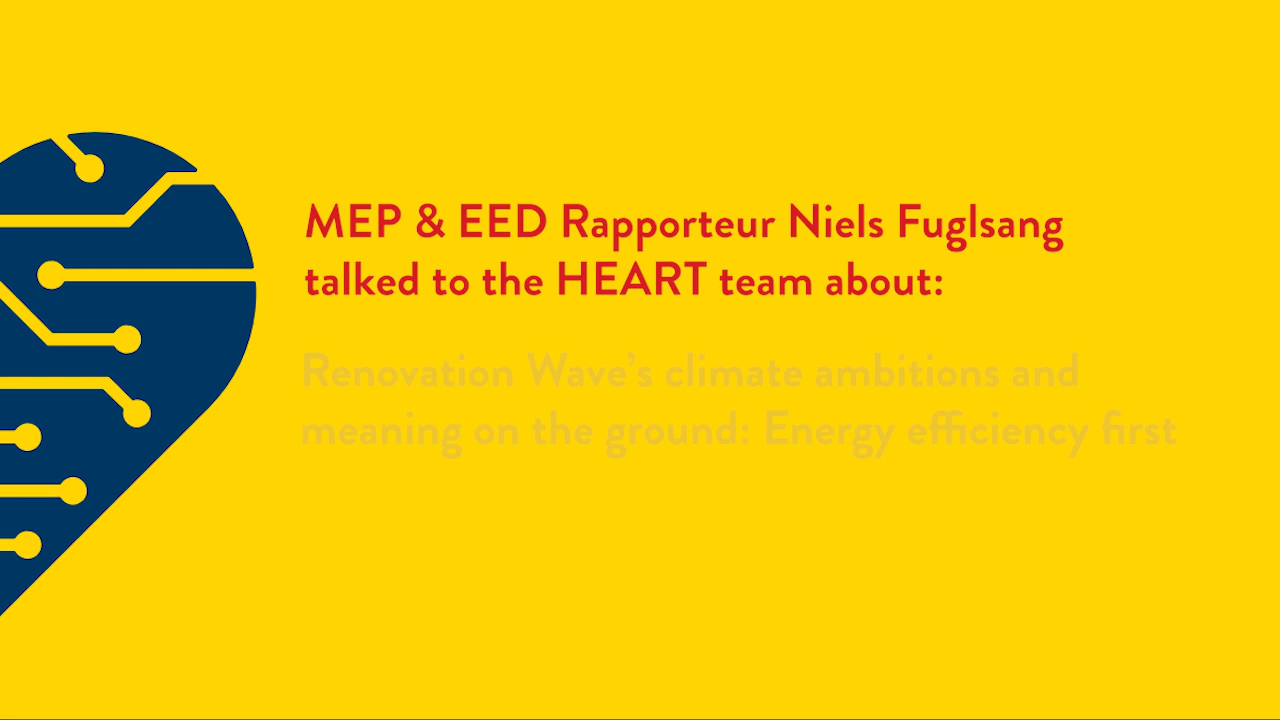 MEP & EED Rapporteur Niels Fuglsang
talked to the HEART team about:
Renovation Wave’s climate ambitions and
meaning on the ground: Energy efficiency first